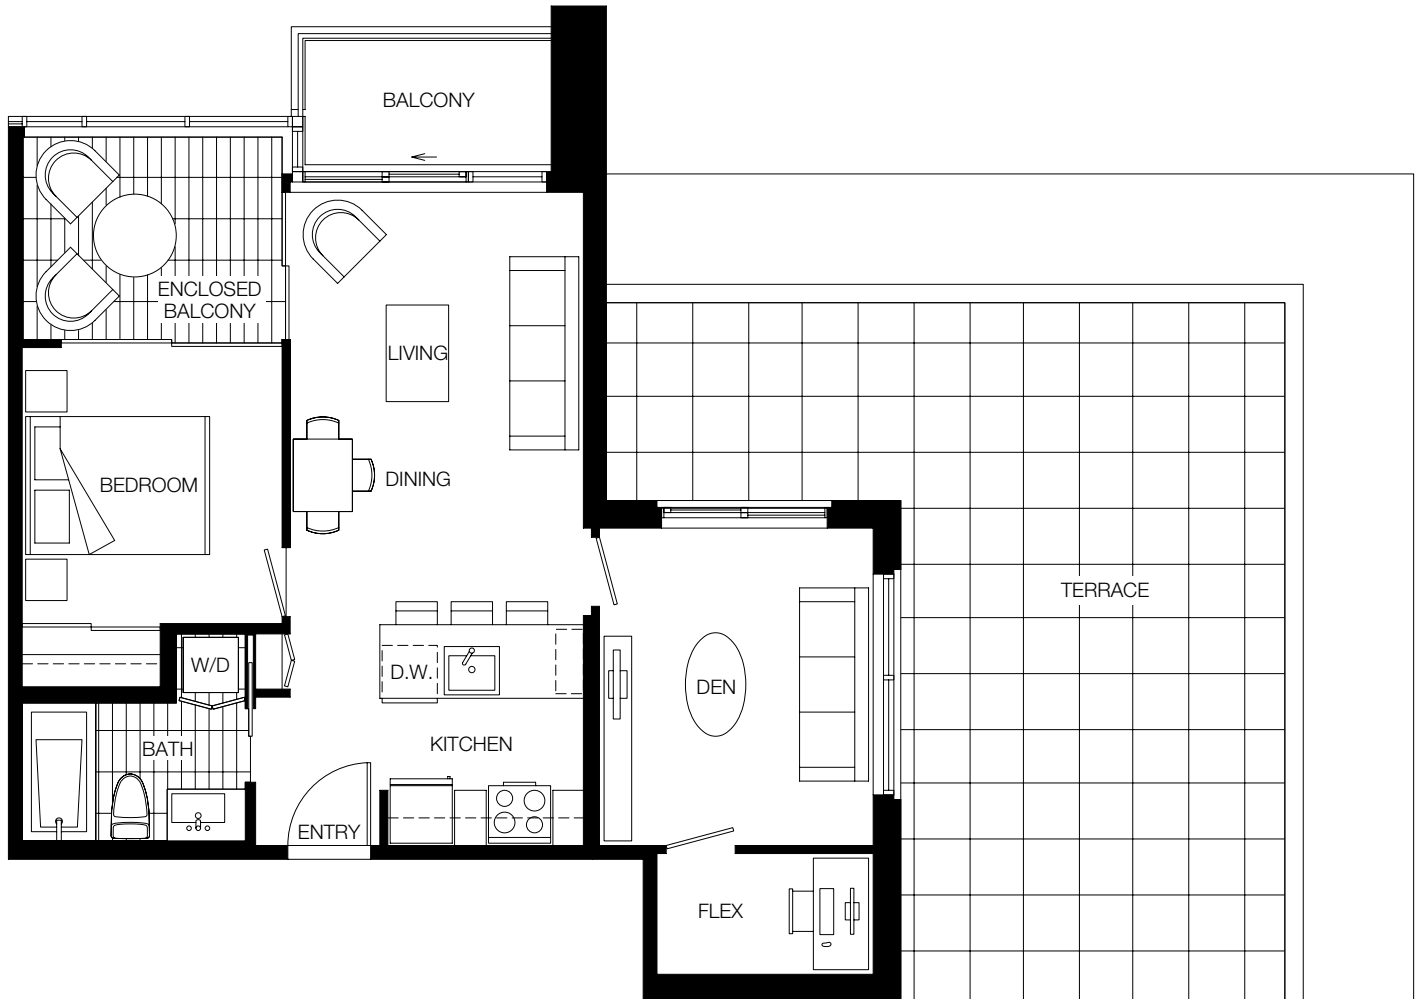 BALCONY
ENCLOSED
BALCONY
LIVING
DINING
BEDROOM
TERRACE
W/D
D.W.
DEN
BATH
KITCHEN
ENTRY
FLEX